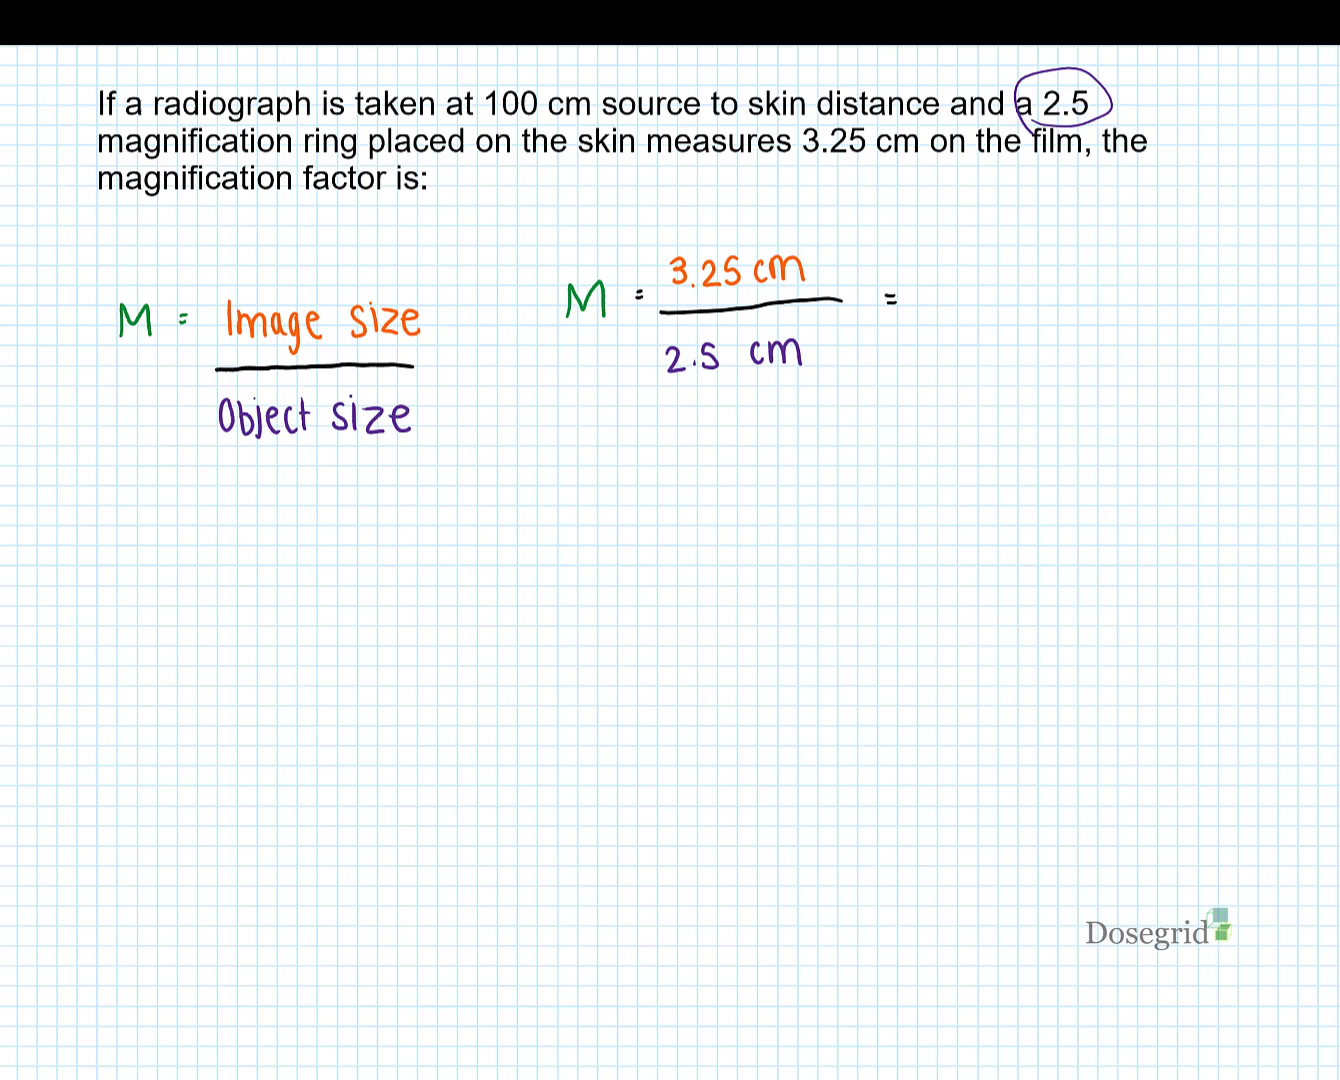 If a radiograph is taken at 100 cm source to skin distance and a 2.5
magnification ring placed on the skin measures 3.25 cm on the film, the
magnification factor is:
M = Image size
Object size
M = 3.25 cm =
2.5 cm
Dosegrid